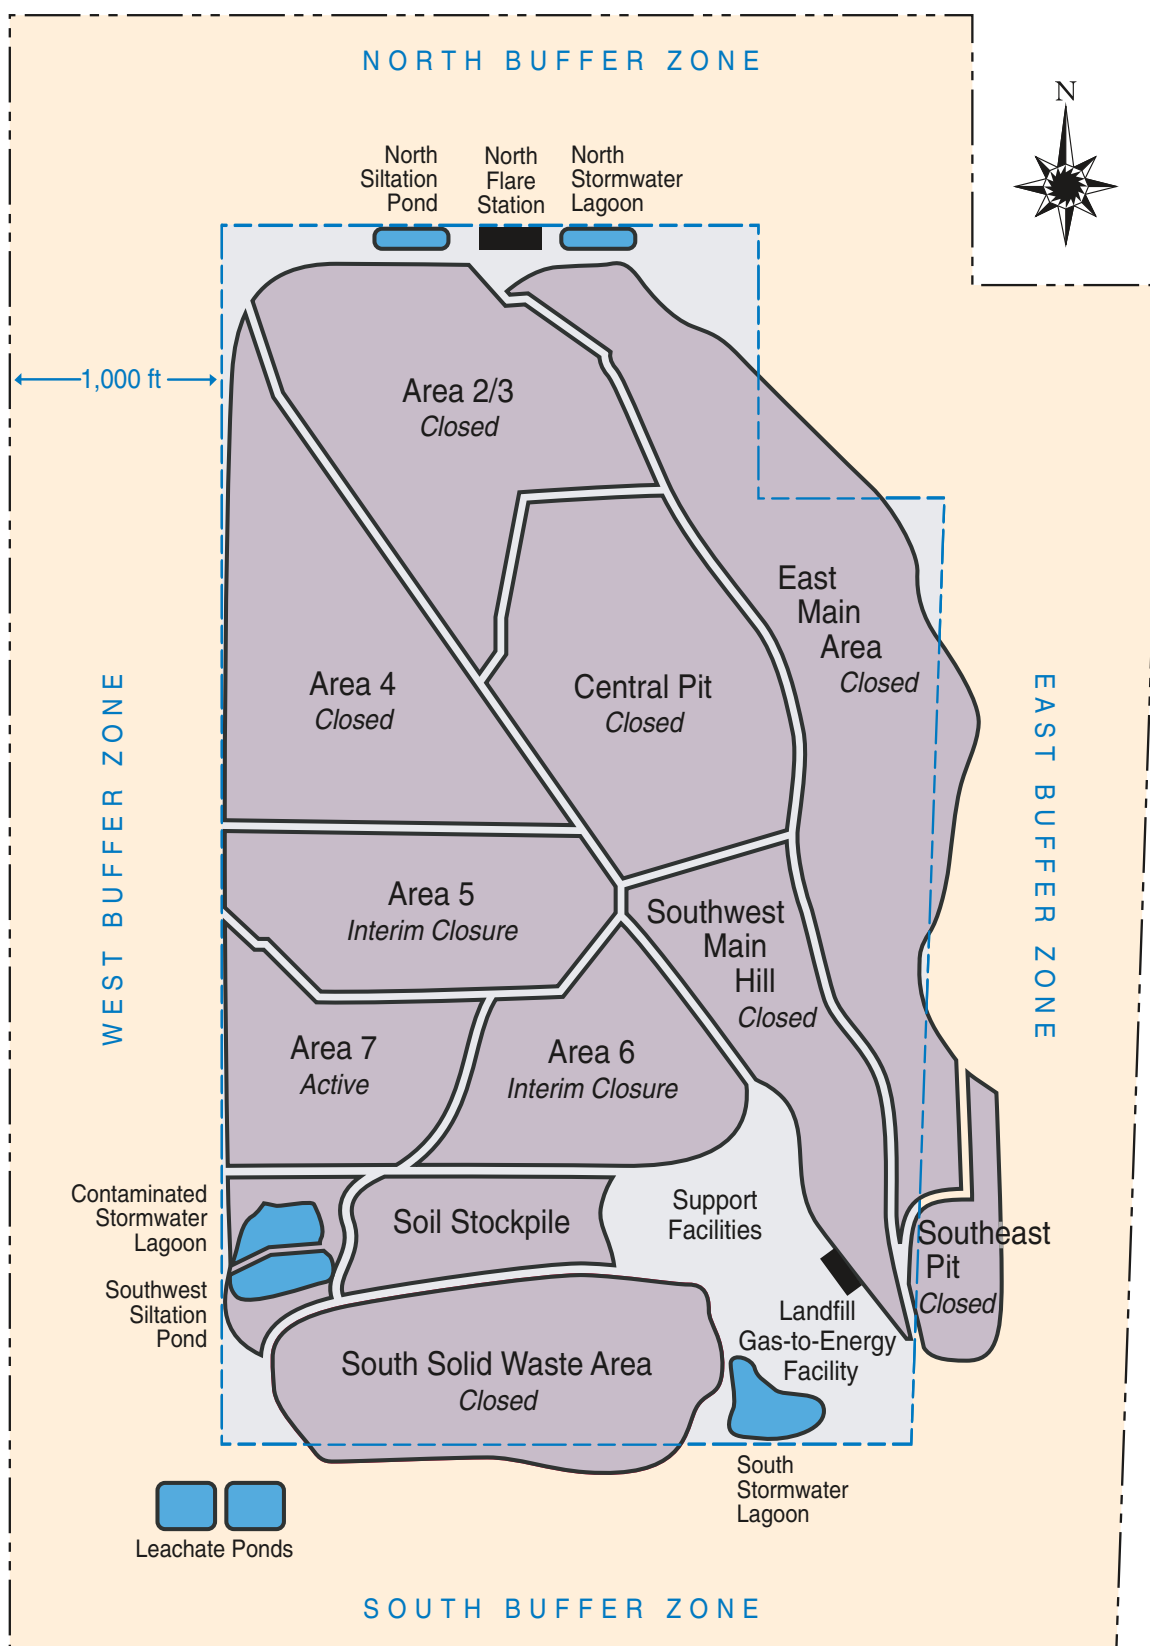 NORTH BUFFER ZONE
N
North
Siltation
Pond
North
Flare
Station
North
Stormwater
Lagoon
1,000 ft
Area 2/3
Closed
East
Main
Area
Closed
Area 4
Closed
Central Pit
Closed
WEST BUFFER ZONE
EAST BUFFER ZONE
Area 5
Interim Closure
Southwest
Main
Hill
Closed
Area 7
Active
Area 6
Interim Closure
Contaminated
Stormwater
Lagoon
Soil Stockpile
Support
Facilities
Southeast
Pit
Closed
Southwest
Siltation
Pond
Landfill
Gas-to-Energy
Facility
South Solid Waste Area
Closed
South
Stormwater
Lagoon
Leachate Ponds
SOUTH BUFFER ZONE